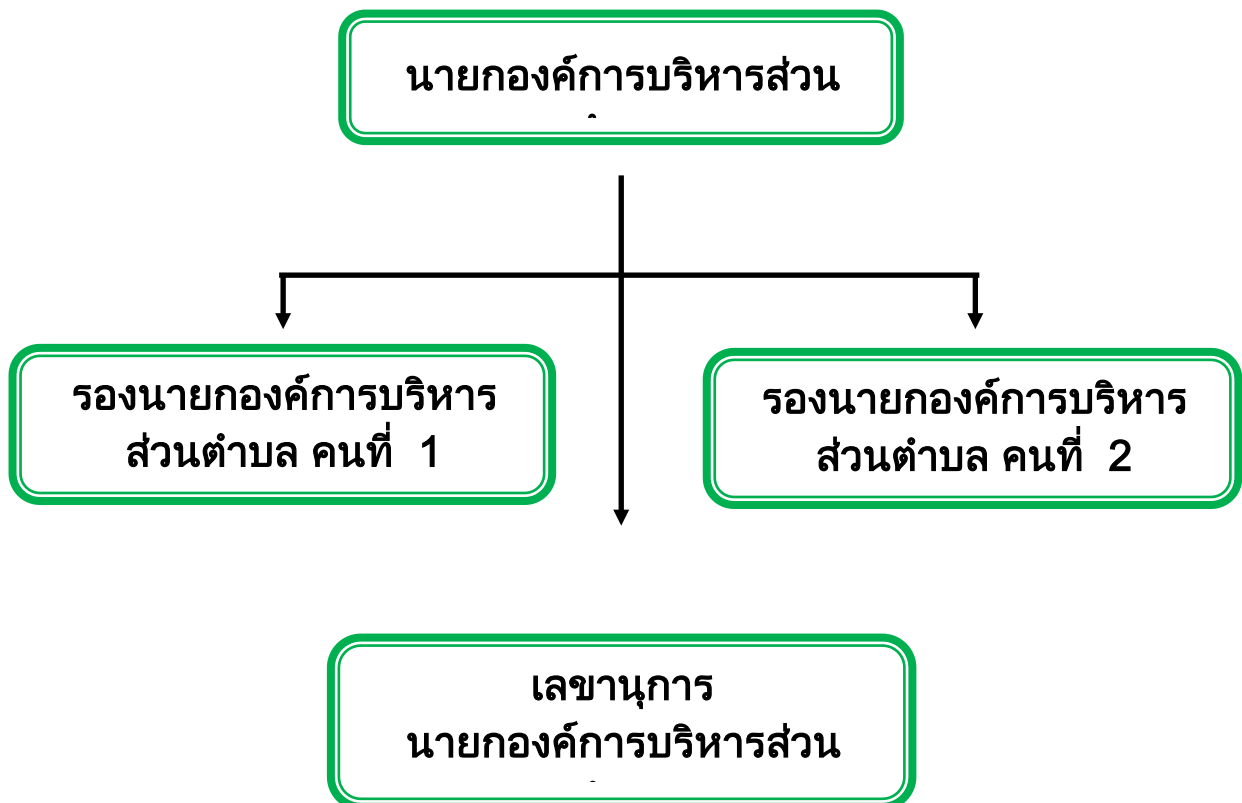 นายกองค์การบริหารส่วน
รองนายกองค์การบริหาร
ส่วนตำบล คนที่ 1
รองนายกองค์การบริหาร
ส่วนตำบล คนที่ 2
เลขานุการ
นายกองค์การบริหารส่วน